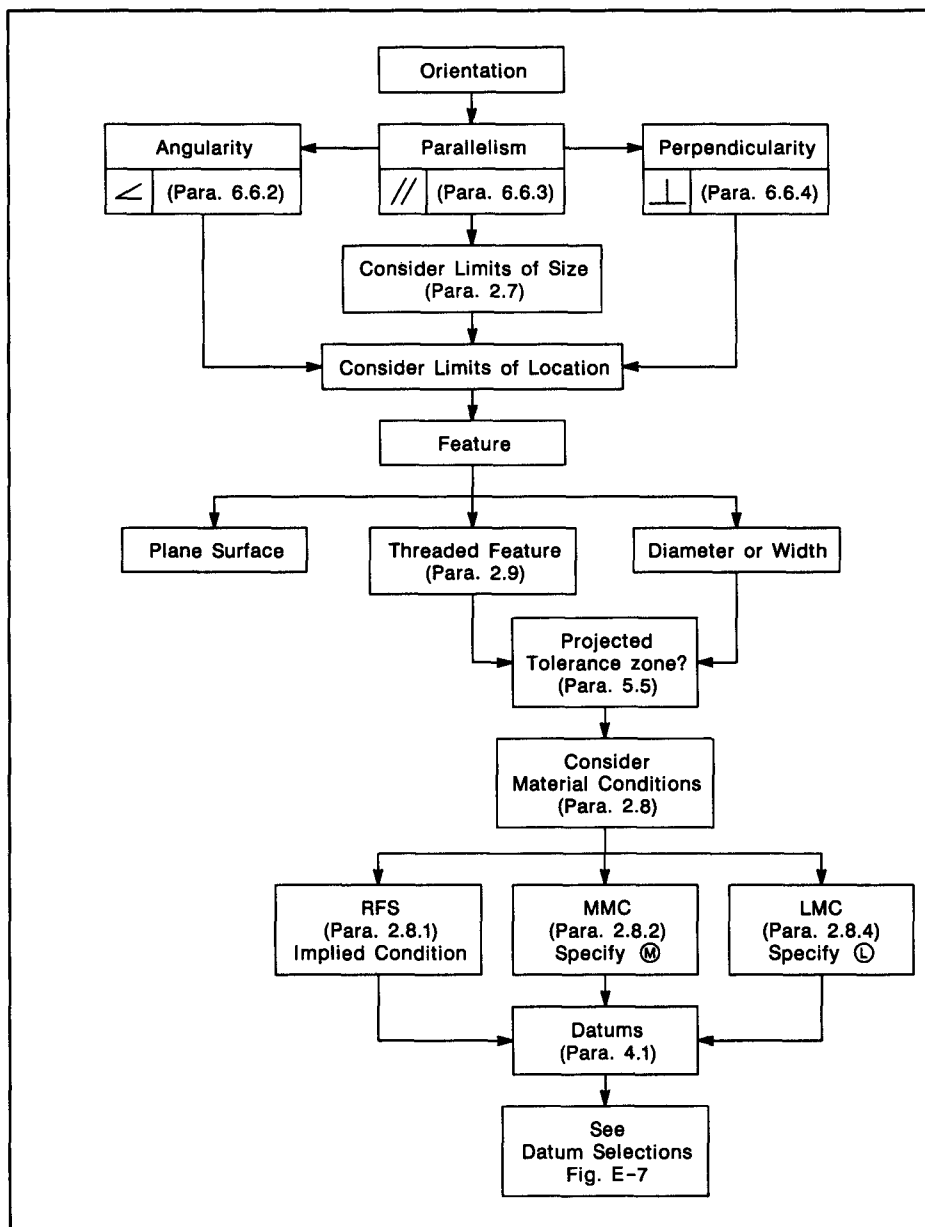 Orientation
Angularity
∠ (Para. 6.6.2)
Parallelism
// (Para. 6.6.3)
Perpendicularity
⊥ (Para. 6.6.4)
Consider Limits of Size
(Para. 2.7)
Consider Limits of Location
Feature
Plane Surface
Threaded Feature
(Para. 2.9)
Diameter or Width
Projected
Tolerance zone?
(Para. 5.5)
Consider
Material Conditions
(Para. 2.8)
RFS
(Para. 2.8.1)
Implied Condition
MMC
(Para. 2.8.2)
Specify Ⓜ
LMC
(Para. 2.8.4)
Specify Ⓛ
Datums
(Para. 4.1)
See
Datum Selections
Fig. E-7